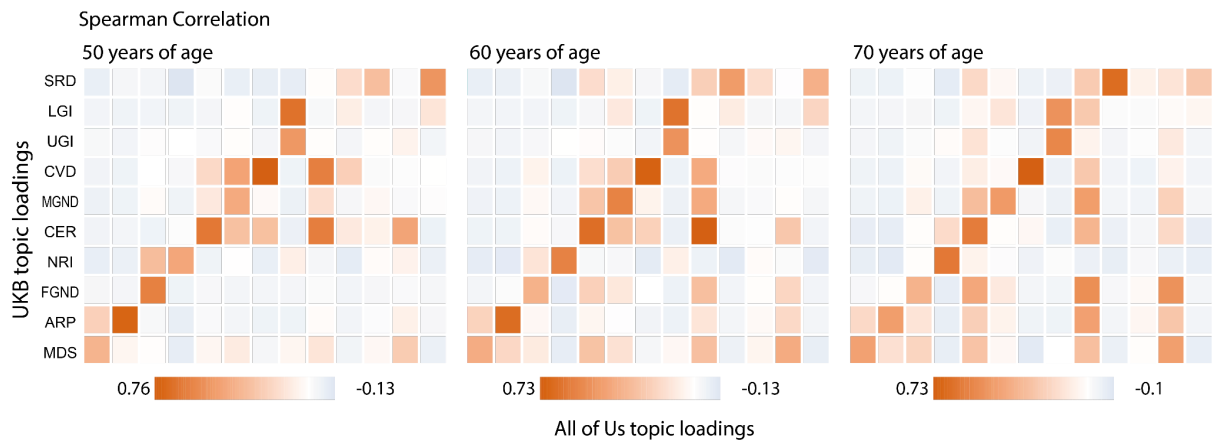 Spearman Correlation
50 years of age
60 years of age
70 years of age
UKB topic loadings
SRD
LGI
UGI
CVD
MGND
CER
NRI
FGND
ARP
MDS
0.76
-0.13
0.73
-0.13
0.73
-0.1
All of Us topic loadings